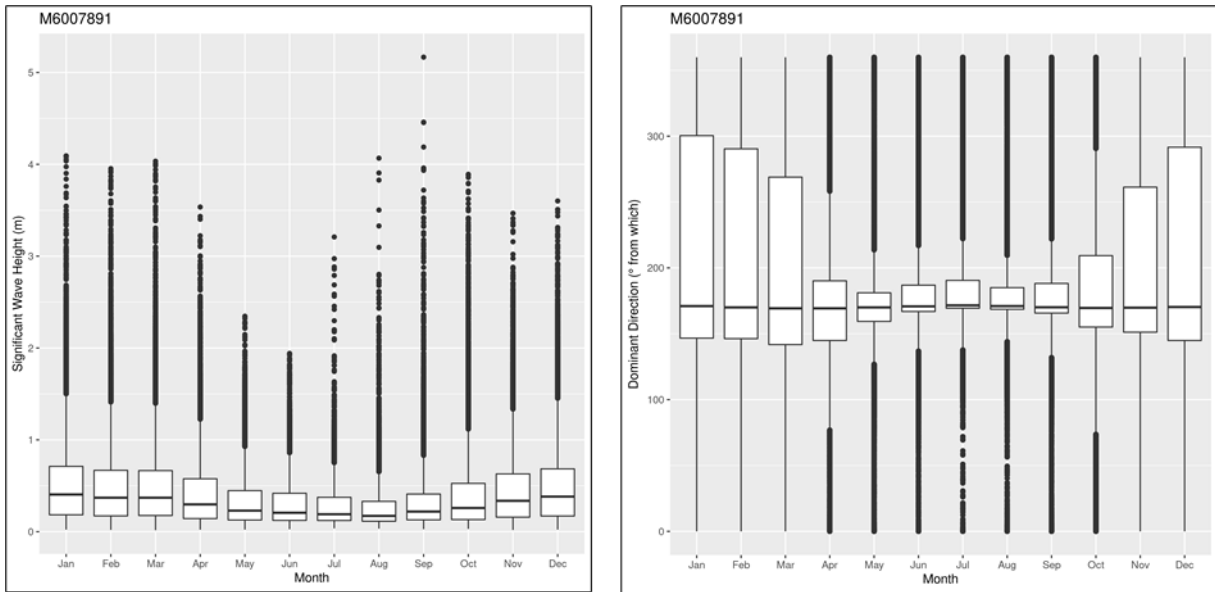 M6007891
Significant Wave Height (m)
5
4
3
2
1
0
Jan Feb Mar Apr May Jun Jul Aug Sep Oct Nov Dec
Month
M6007891
Dominant Direction (° from which)
300
200
100
0
Jan Feb Mar Apr May Jun Jul Aug Sep Oct Nov Dec
Month